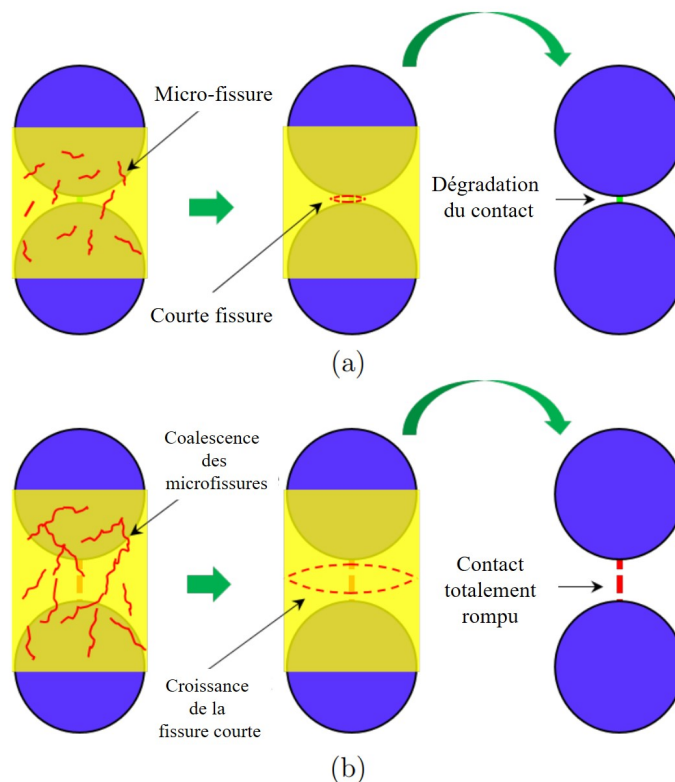 Micro-fissure
Dégradation
du contact
Courte fissure
(a)
Coalescence
des
microfissures
Contact
totalement
rompu
Croissance
de la
fissure courte
(b)